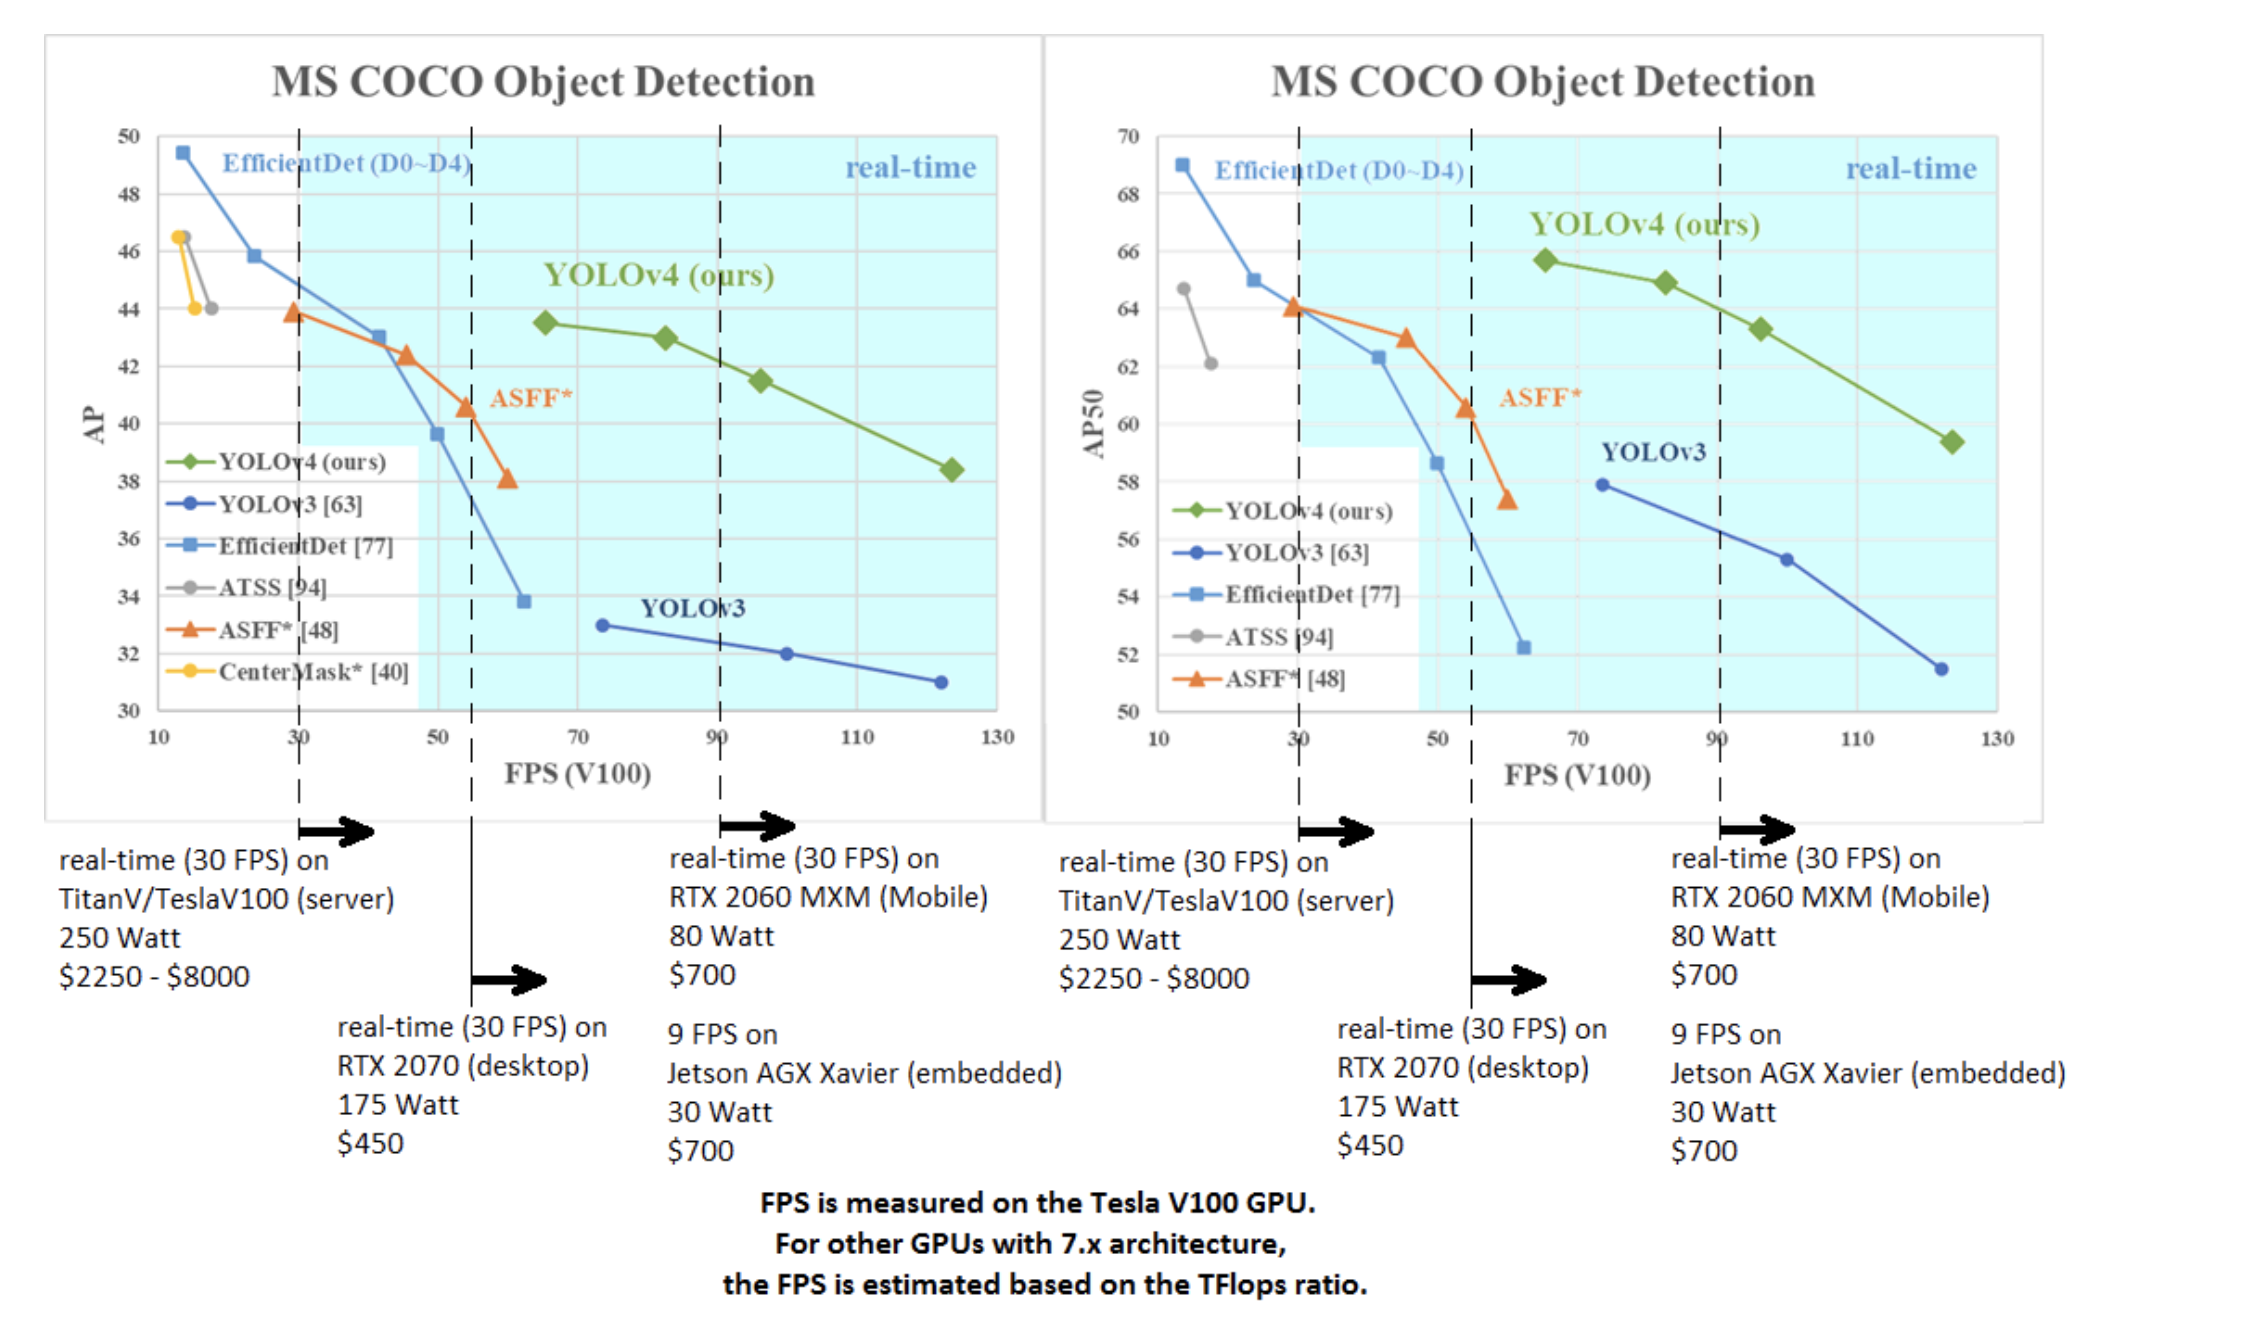 MS COCO Object Detection
50
48
46
44
42
40
38
36
34
32
30
AP
EfficientDet (D0~D4)
real-time
YOLOv4 (ours)
ASFF*
YOLOv3
YOLOv4 (ours)
YOLOv3 [63]
EfficientDet [77]
ATSS [94]
ASFF* [48]
CenterMask* [40]
10 30 50 70 90 110 130
FPS (V100)
real-time (30 FPS) on
TitanV/TeslaV100 (server)
250 Watt
$2250 - $8000
real-time (30 FPS) on
RTX 2070 (desktop)
175 Watt
$450
real-time (30 FPS) on
RTX 2060 MXM (Mobile)
80 Watt
$700
9 FPS on
Jetson AGX Xavier (embedded)
30 Watt
$700
MS COCO Object Detection
70
68
66
64
62
60
58
56
54
52
50
AP50
EfficientDet (D0~D4)
real-time
YOLOv4 (ours)
ASFF*
YOLOv3
YOLOv4 (ours)
YOLOv3 [63]
EfficientDet [77]
ATSS [94]
ASFF* [48]
10 30 50 70 90 110 130
FPS (V100)
real-time (30 FPS) on
TitanV/TeslaV100 (server)
250 Watt
$2250 - $8000
real-time (30 FPS) on
RTX 2070 (desktop)
175 Watt
$450
real-time (30 FPS) on
RTX 2060 MXM (Mobile)
80 Watt
$700
9 FPS on
Jetson AGX Xavier (embedded)
30 Watt
$700
FPS is measured on the Tesla V100 GPU.
For other GPUs with 7.x architecture,
the FPS is estimated based on the TFlops ratio.